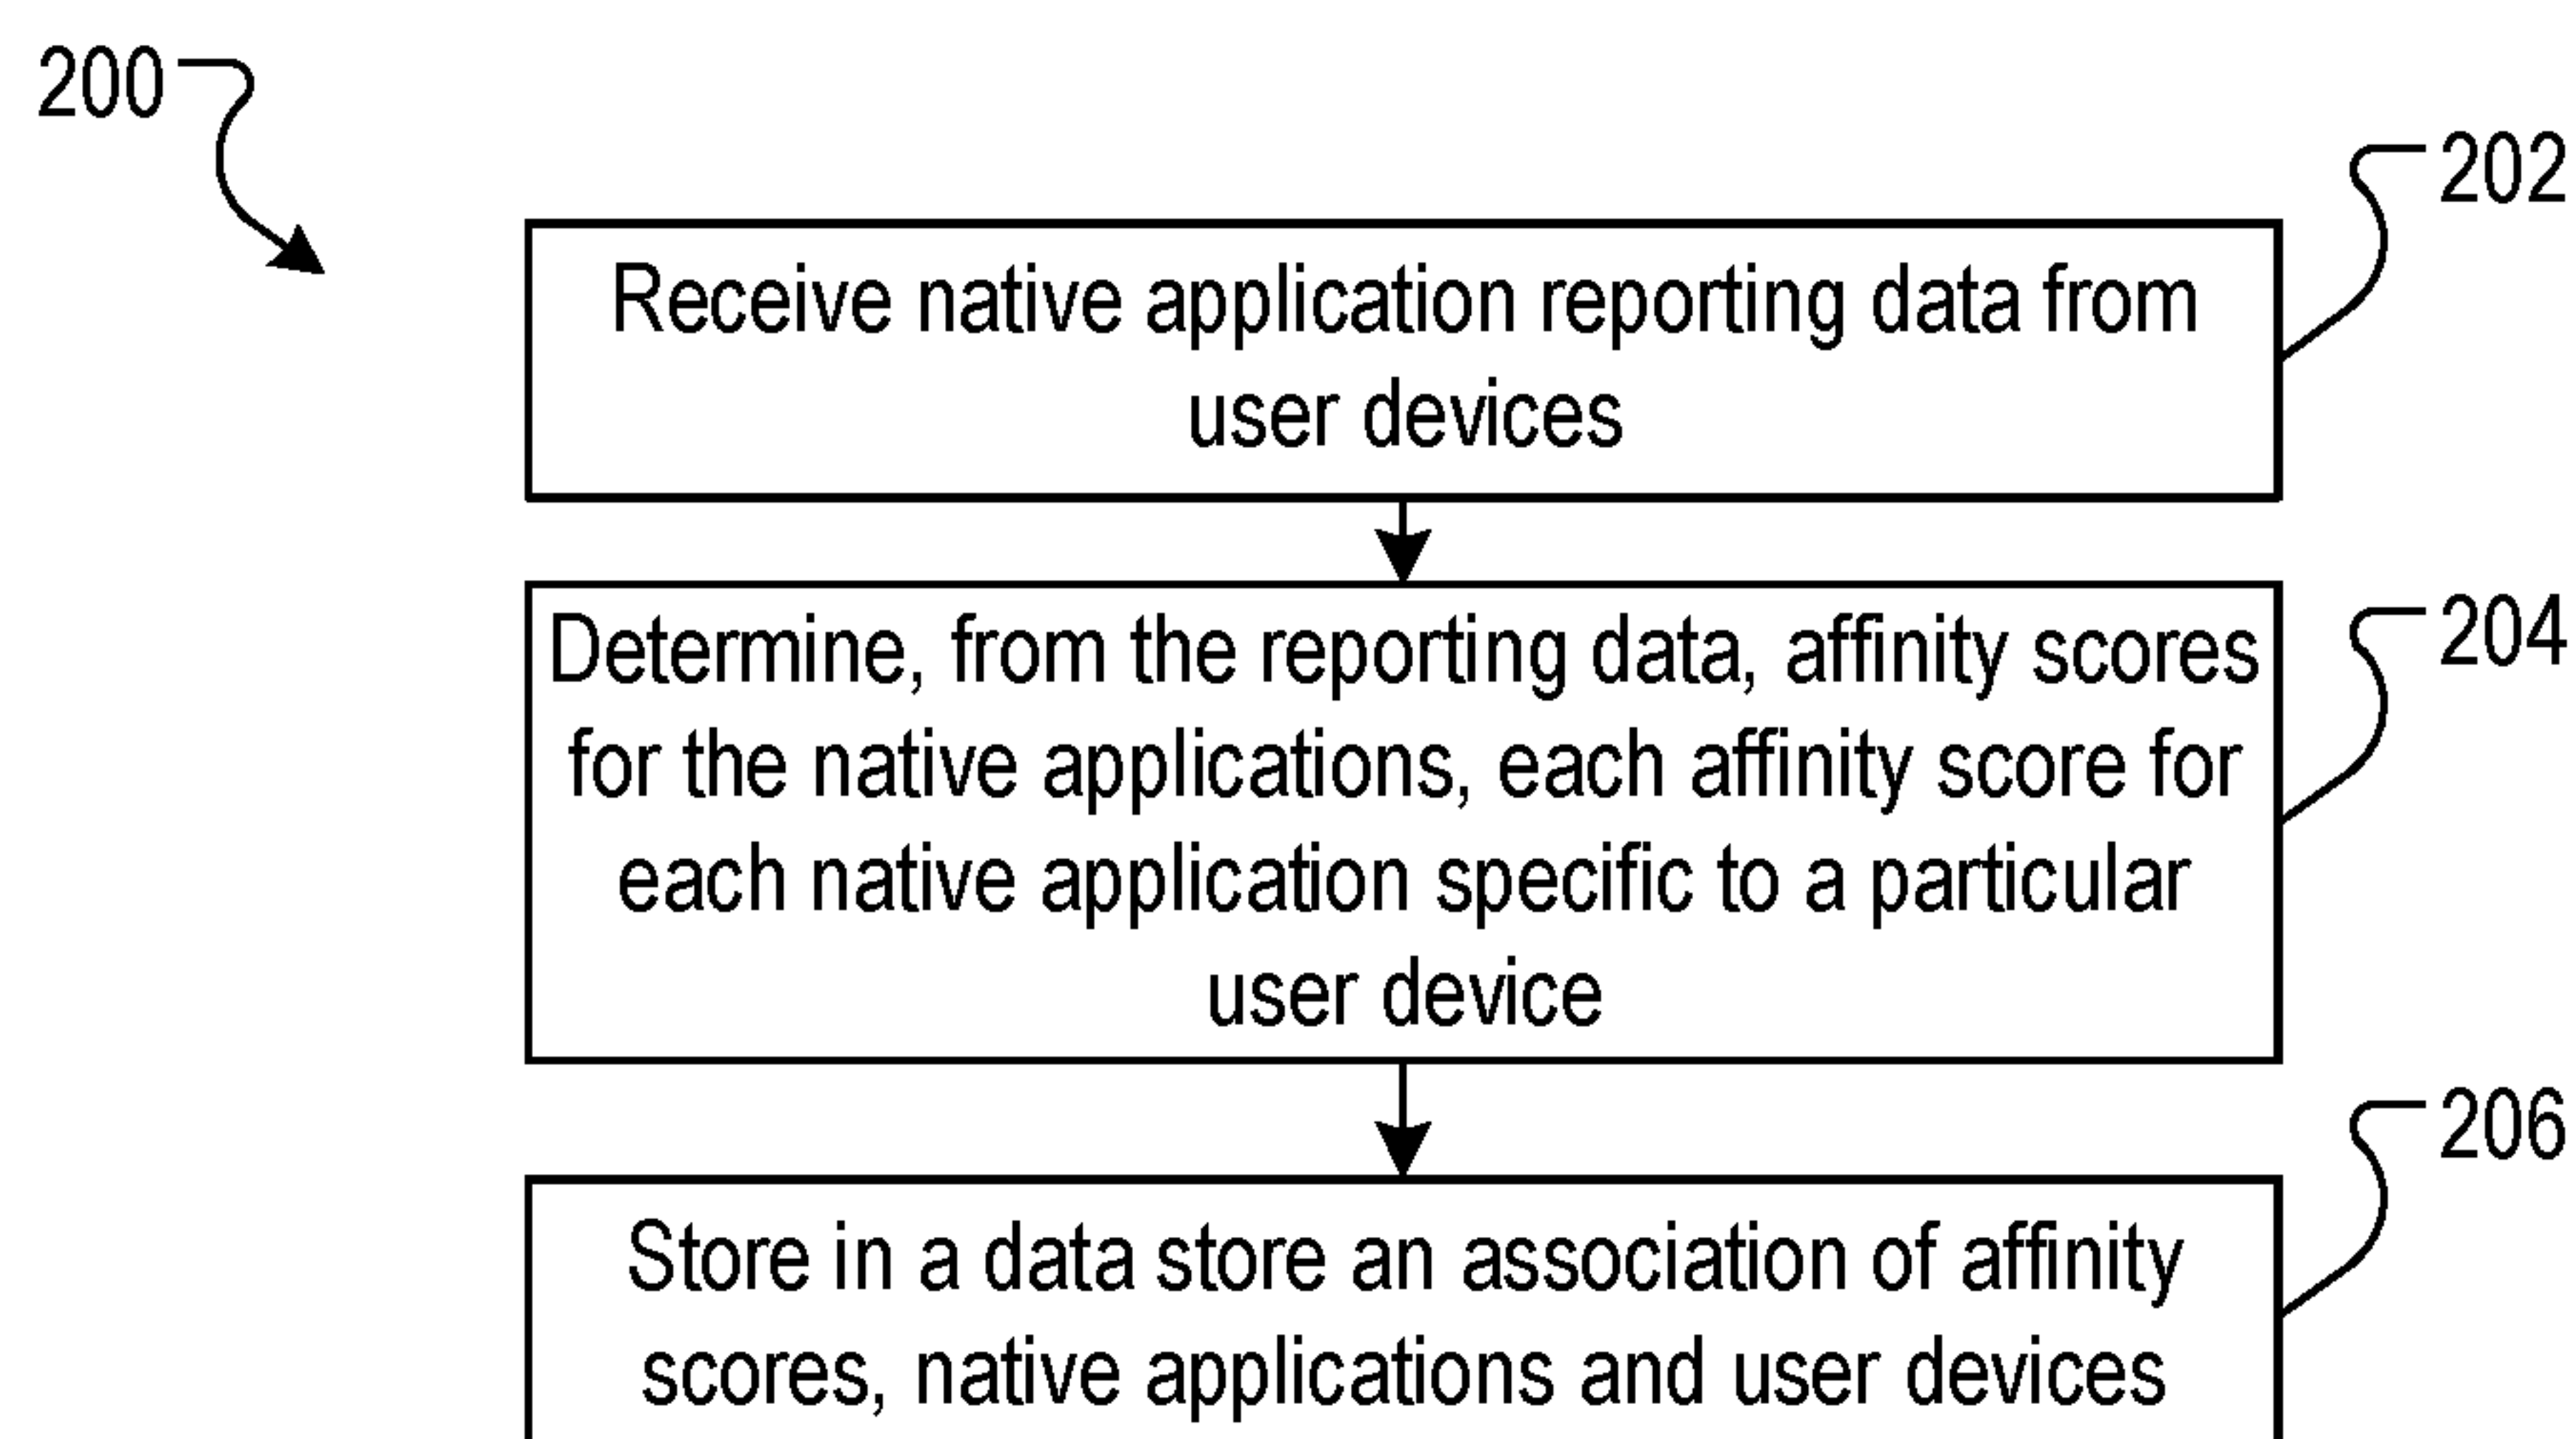 200
202
Receive native application reporting data from
user devices
204
Determine, from the reporting data, affinity scores
for the native applications, each affinity score for
each native application specific to a particular
user device
206
Store in a data store an association of affinity
scores, native applications and user devices